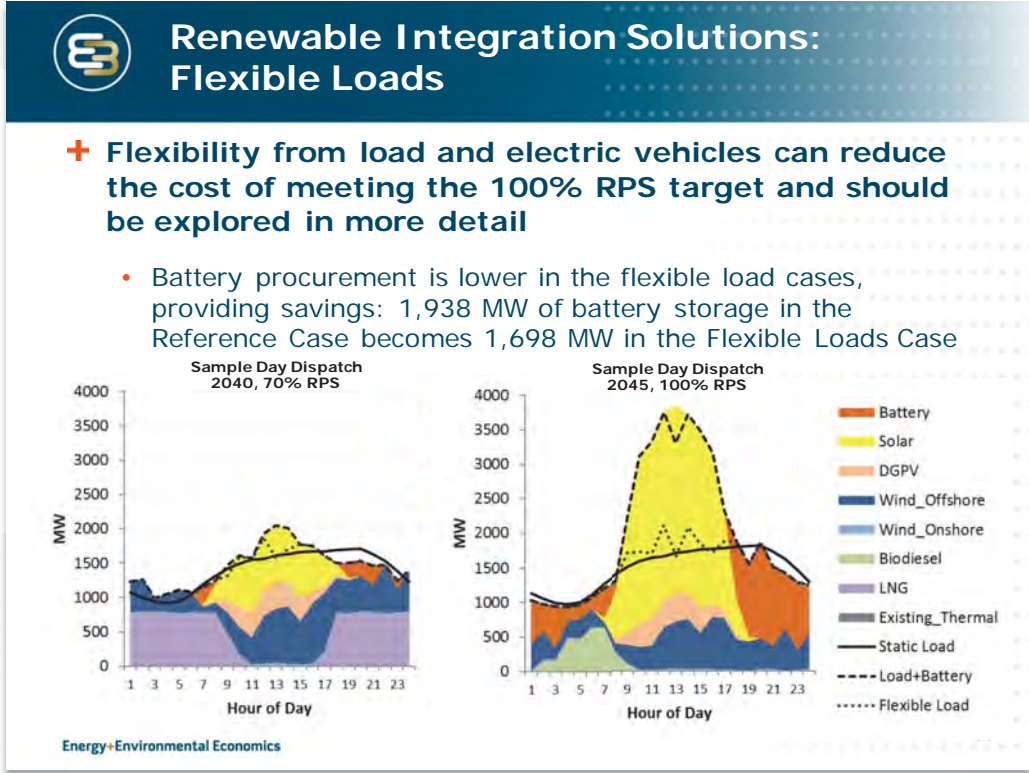 Renewable Integration Solutions:
Flexible Loads
+ Flexibility from load and electric vehicles can reduce
the cost of meeting the 100% RPS target and should
be explored in more detail
• Battery procurement is lower in the flexible load cases,
providing savings: 1,938 MW of battery storage in the
Reference Case becomes 1,698 MW in the Flexible Loads Case
Sample Day Dispatch
2040, 70% RPS
4000
3500
3000
2500
2000
1500
1000
500
0
MW
1 3 5 7 9 11 13 15 17 19 21 23
Hour of Day
Sample Day Dispatch
2045, 100% RPS
4000
3500
3000
2500
2000
1500
1000
500
0
MW
1 3 5 7 9 11 13 15 17 19 21 23
Hour of Day
Battery
Solar
DGPV
Wind_Offshore
Wind_Onshore
Biodiesel
LNG
Existing_Thermal
Static Load
Load+Battery
Flexible Load
Energy+Environmental Economics